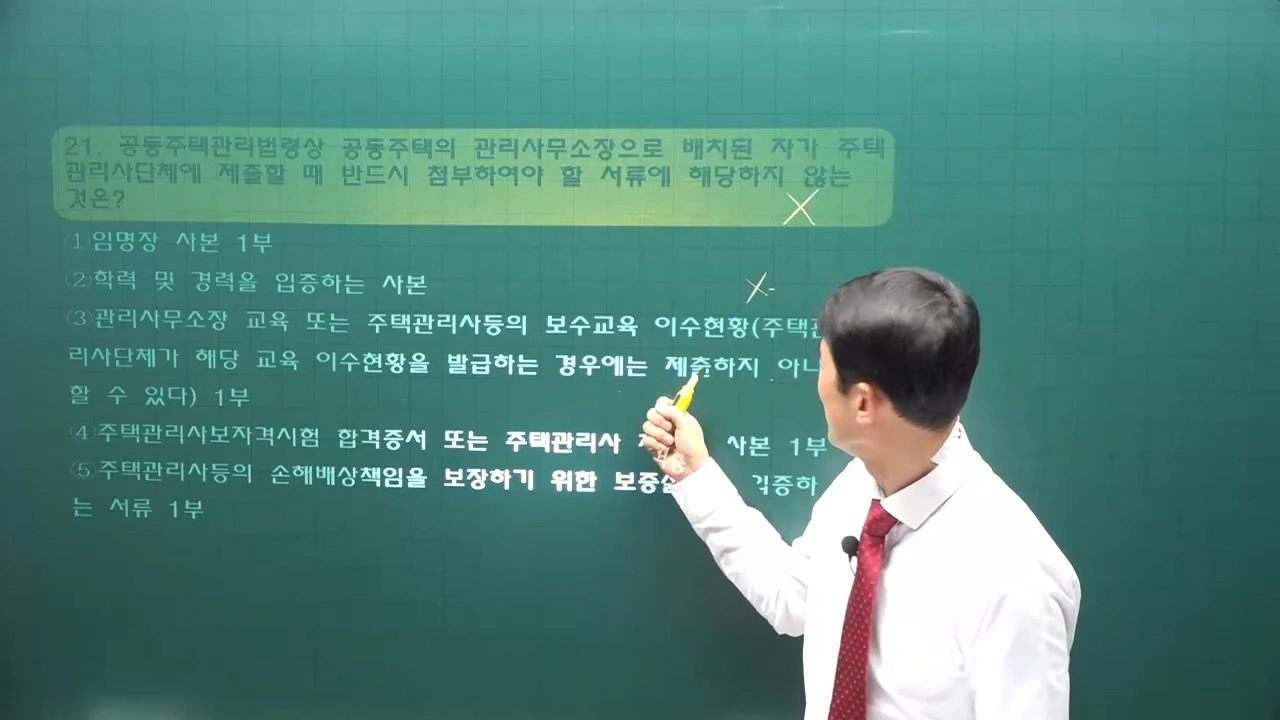 21. 공동주택관리법령상 공동주택의 관리사무소장으로 배치된 자가 주택
관리사단체에 제출할 때 반드시 첨부하여야 할 서류에 해당하지 않는
것은?
①임명장 사본 1부
②학력 및 경력을 입증하는 사본
③관리사무소장 교육 또는 주택관리사등의 보수교육 이수현황(주택
리사단체가 해당 교육 이수현황을 발급하는 경우에는 제출하지 아니
할 수 있다) 1부
④주택관리사보자격시험 합격증서 또는 주택관리사 사본 1부
⑤주택관리사등의 손해배상책임을 보장하기 위한 입증하
는 서류 1부